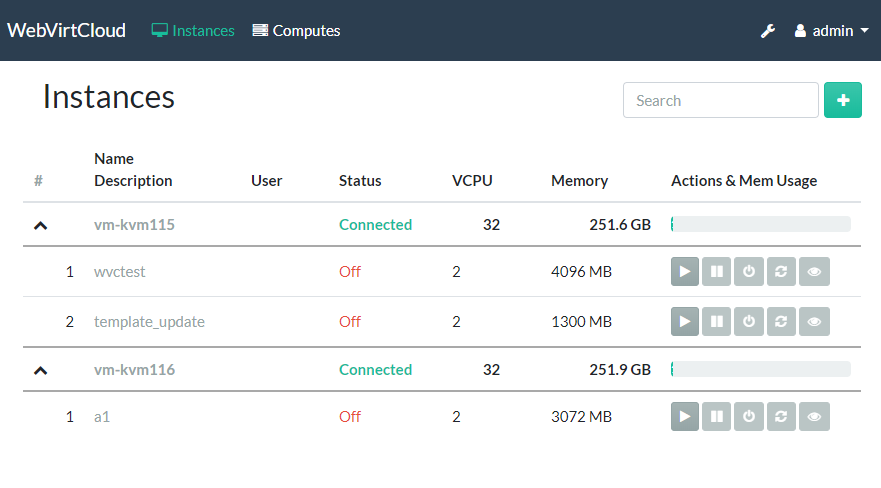 WebVirtCloud Instances Computes admin
Instances
Search
Name
# Description User Status VCPU Memory Actions & Mem Usage
vm-kvm115 Connected 32 251.6 GB
1 wvctest Off 2 4096 MB
2 template_update Off 2 1300 MB
vm-kvm116 Connected 32 251.9 GB
1 a1 Off 2 3072 MB